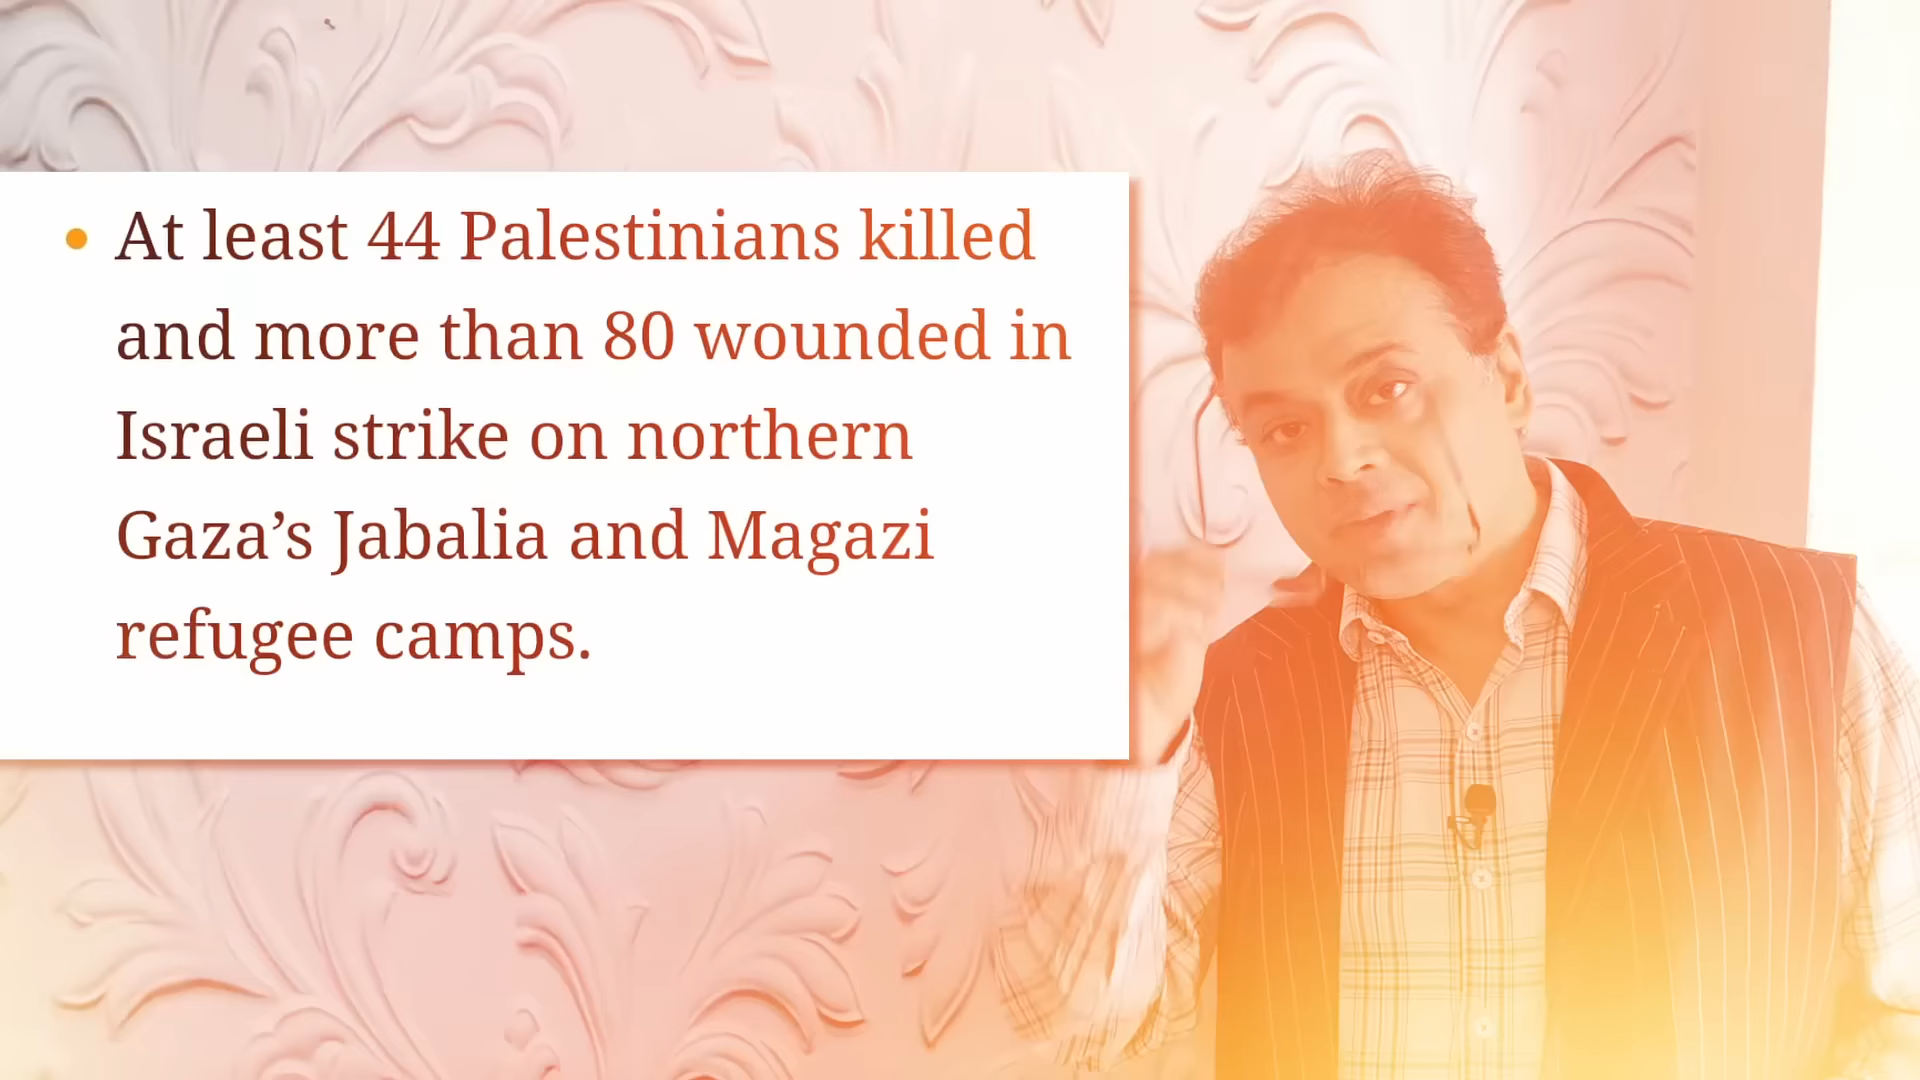 • At least 44 Palestinians killed
and more than 80 wounded in
Israeli strike on northern
Gaza’s Jabalia and Magazi
refugee camps.